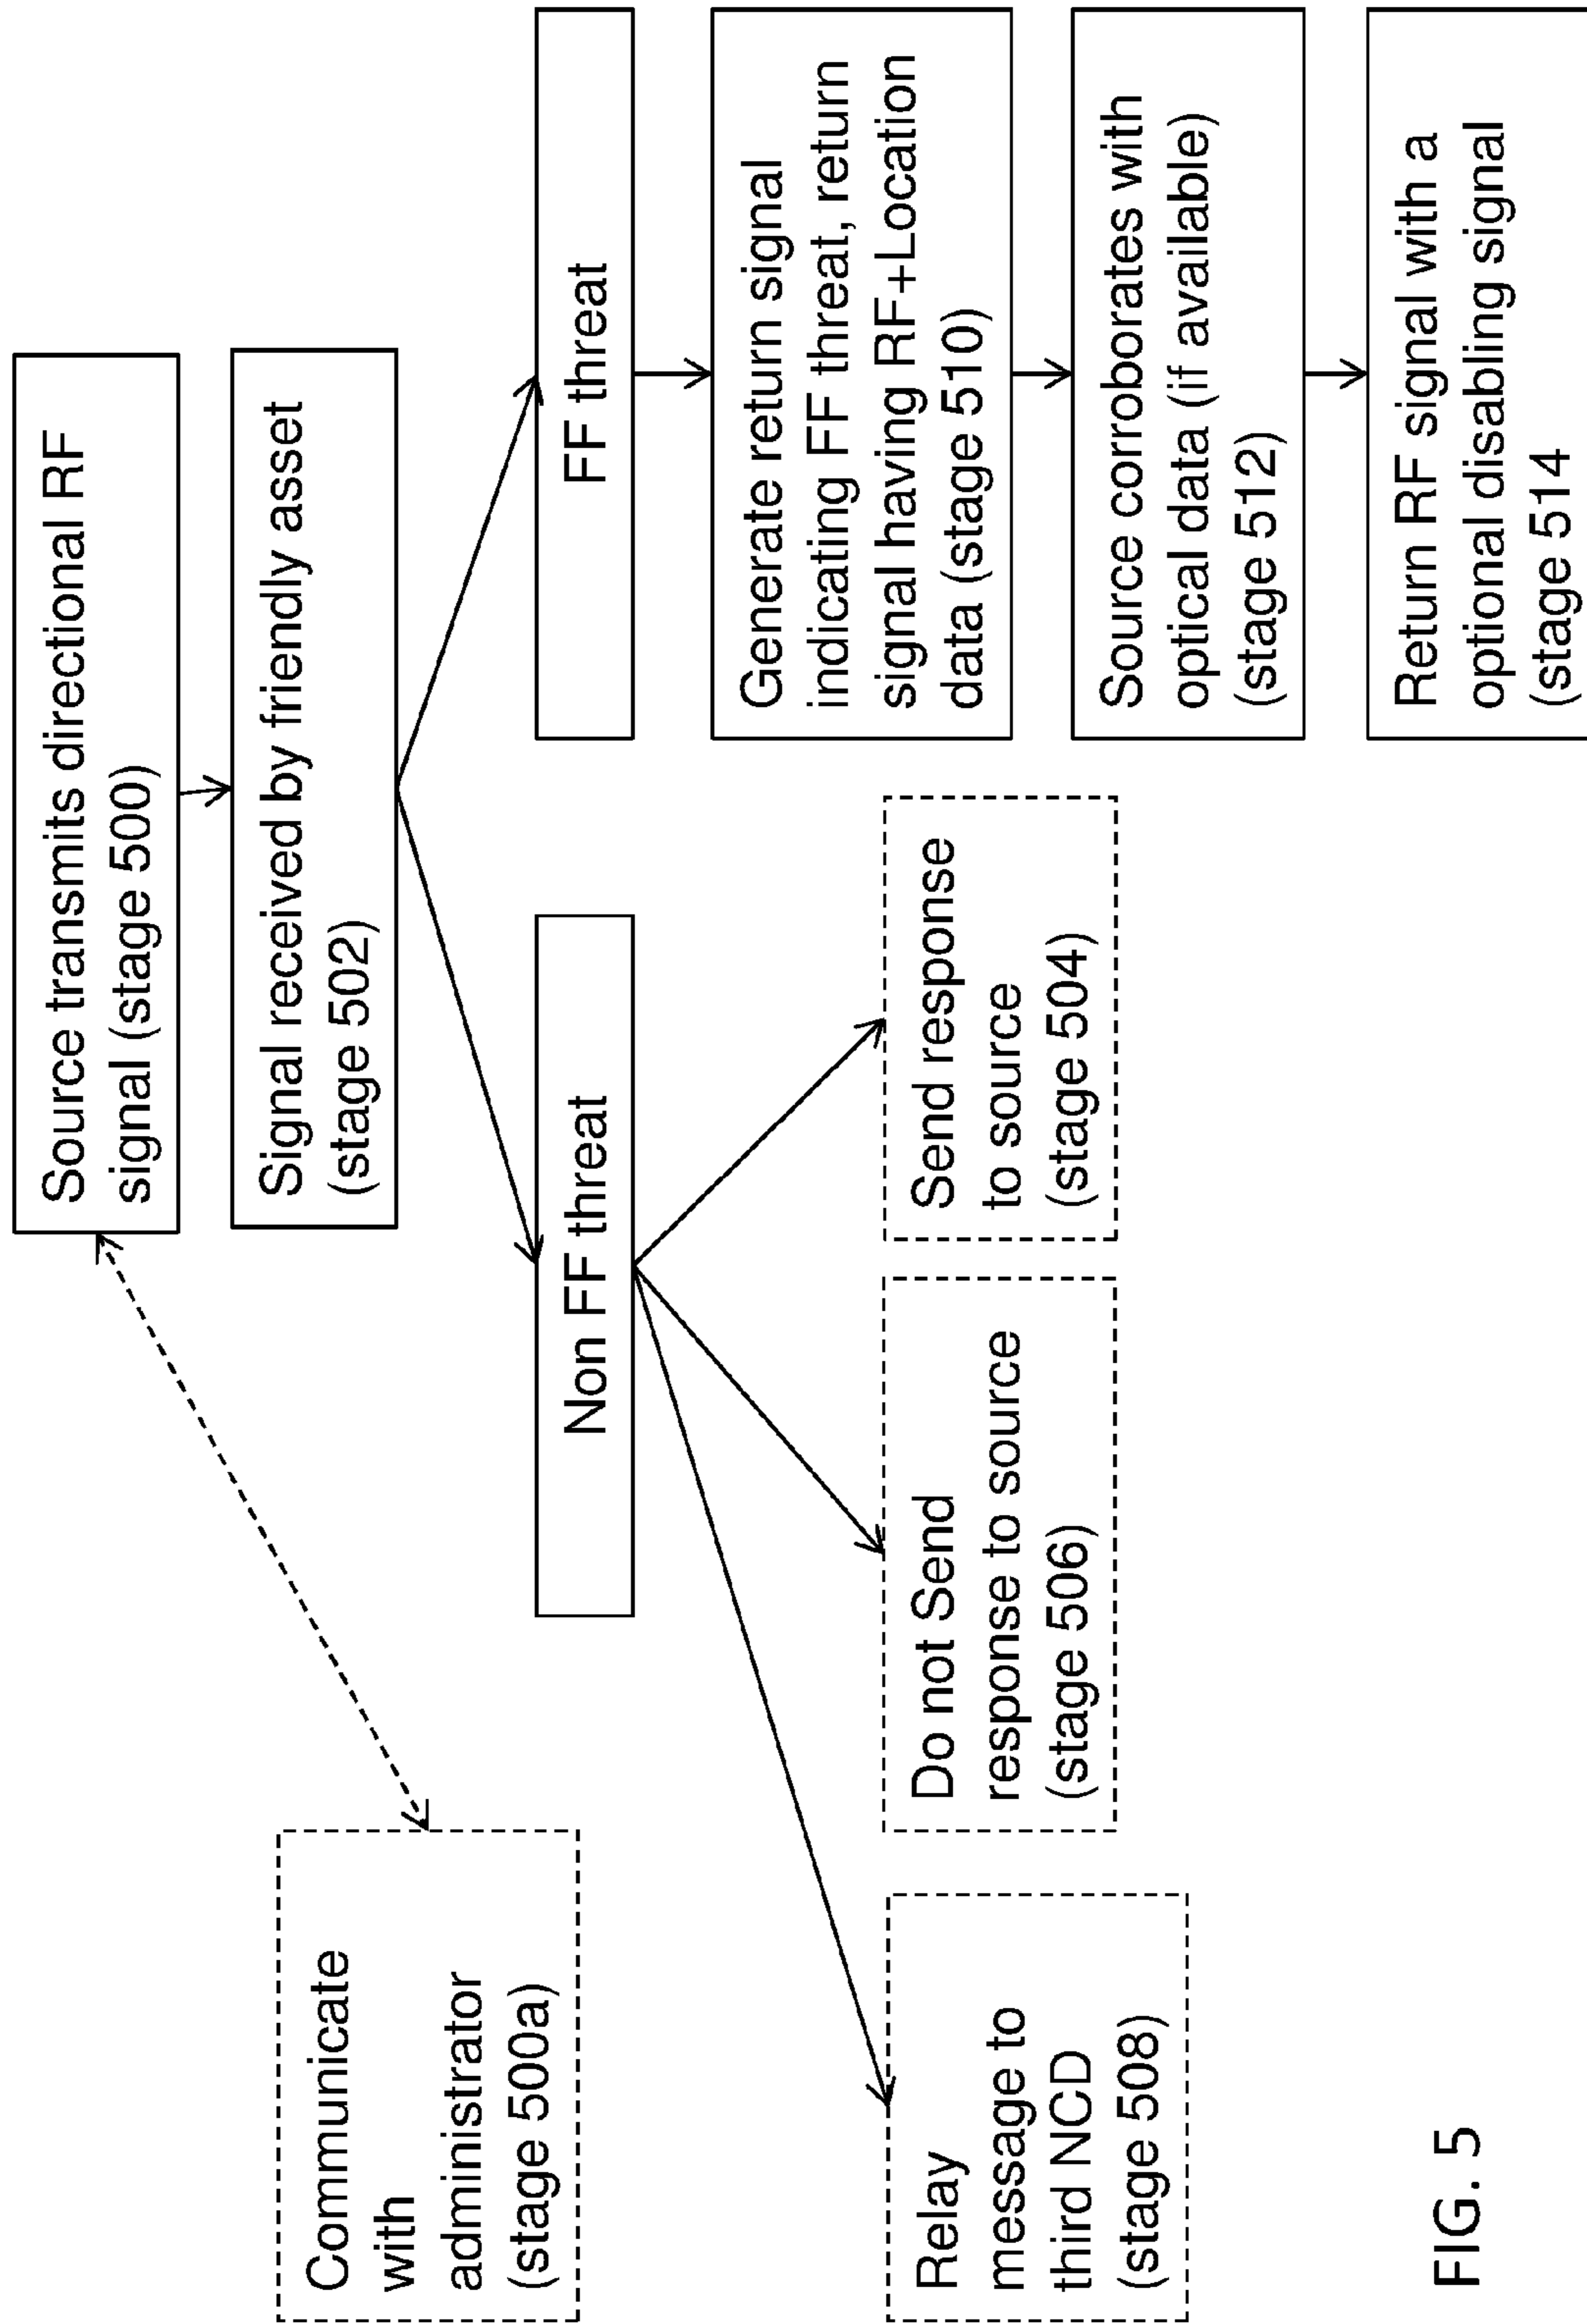 Source transmits directional RF
signal (stage 500)
Signal received by friendly asset
(stage 502)
Communicate
with
administrator
(stage 500a)
Non FF threat
FF threat
Relay
message to
third NCD
(stage 508)
Do not Send
response to source
(stage 506)
Send response
to source
(stage 504)
Generate return signal
indicating FF threat, return
signal having RF+Location
data (stage 510)
Source corroborates with
optical data (if available)
(stage 512)
Return RF signal with a
optional disabling signal
(stage 514
FIG. 5